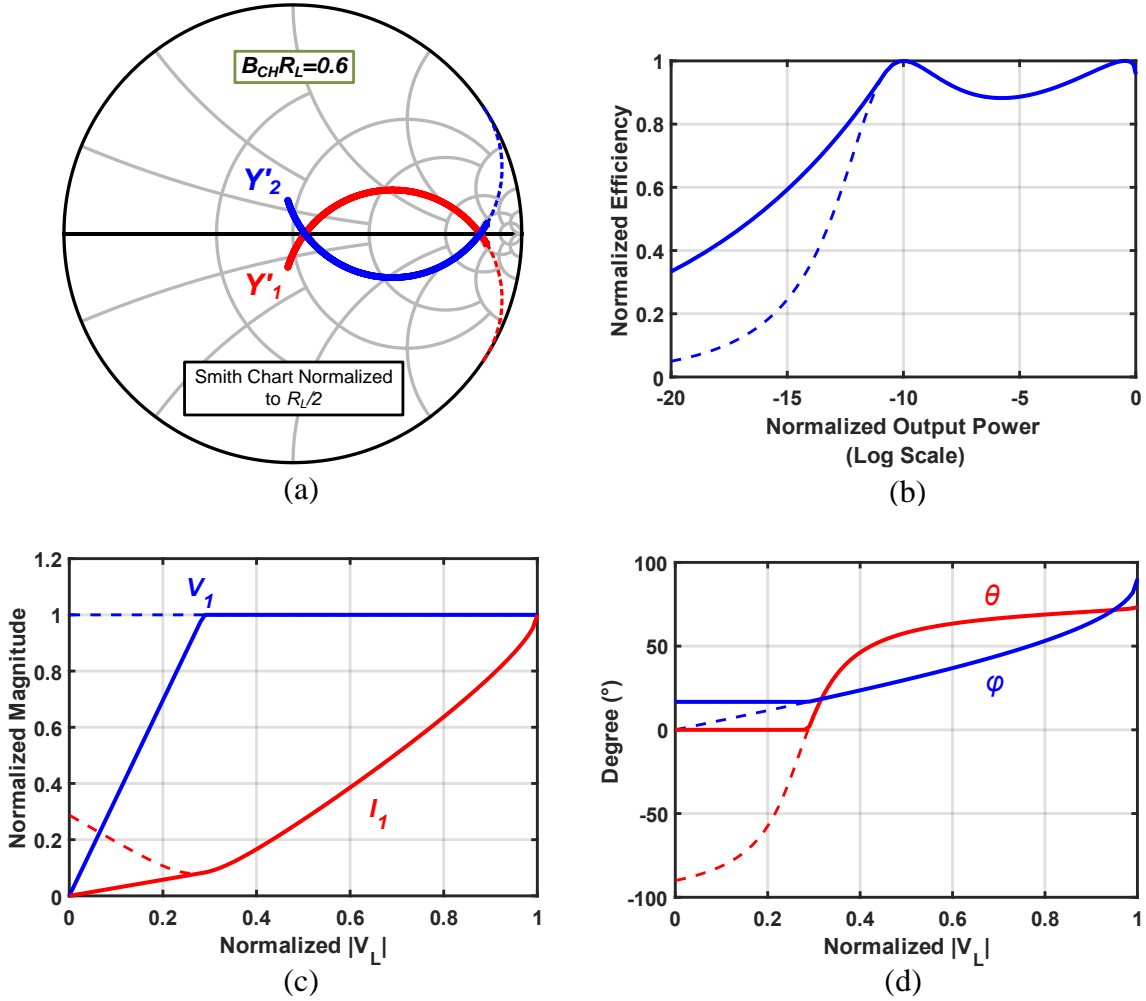 B_CH R_L=0.6
Y'_2
Y'_1
Smith Chart Normalized
to R_L/2
(a)
Normalized Efficiency
1
0.8
0.6
0.4
0.2
0
-20
-15
-10
-5
0
Normalized Output Power
(Log Scale)
(b)
Normalized Magnitude
1.2
1
0.8
0.6
0.4
0.2
0
V_1
I_1
0
0.2
0.4
0.6
0.8
1
Normalized |V_L|
(c)
Degree (°)
100
50
0
-50
-100
θ
φ
0
0.2
0.4
0.6
0.8
1
Normalized |V_L|
(d)